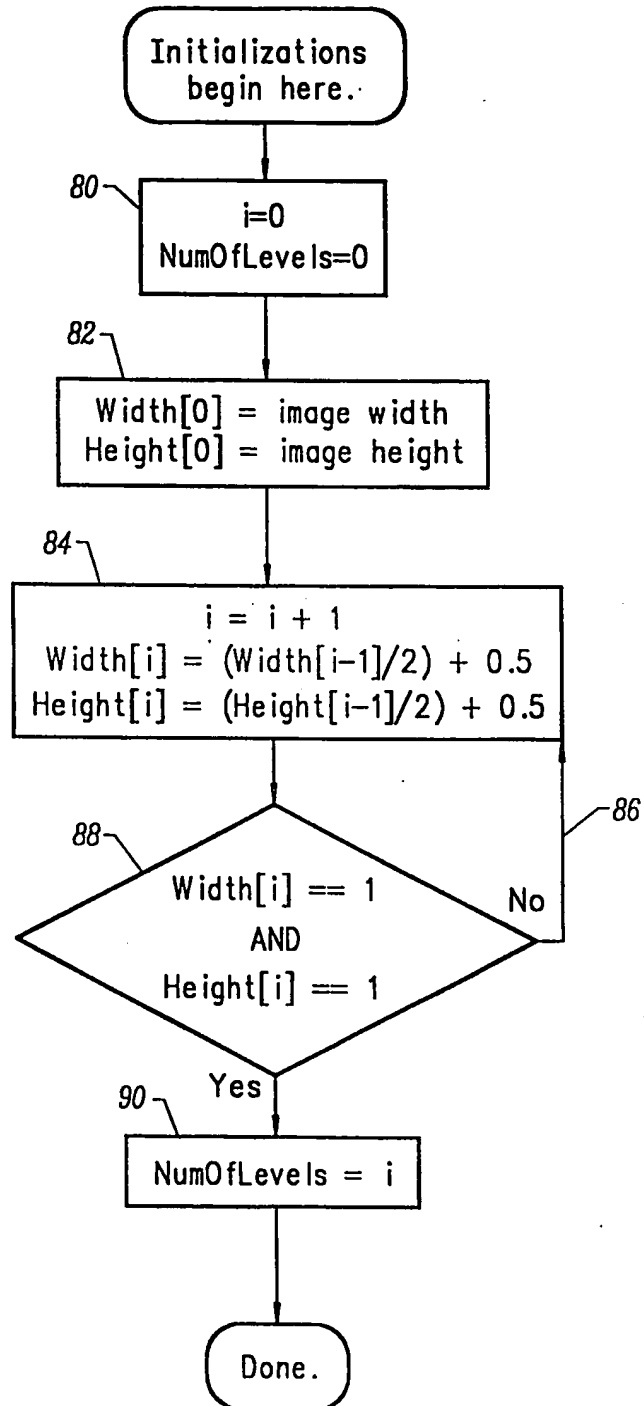 Initializations
begin here.
80
i=0
NumOfLevels=0
82
Width[0] = image width
Height[0] = image height
84
i = i + 1
Width[i] = (Width[i-1]/2) + 0.5
Height[i] = (Height[i-1]/2) + 0.5
86
88
Width[i] == 1
AND
Height[i] == 1
No
Yes
90
NumOfLevels = i
Done.